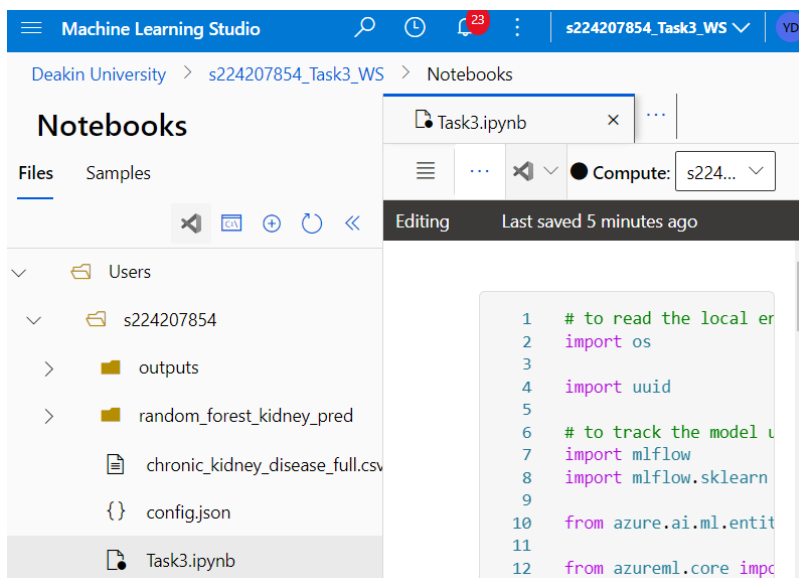 Machine Learning Studio
23
s224207854_Task3_WS
YD
Deakin University > s224207854_Task3_WS > Notebooks
Notebooks
Files Samples
Users
s224207854
outputs
random_forest_kidney_pred
chronic_kidney_disease_full.csv
{} config.json
Task3.ipynb
Task3.ipynb ×
Compute: s224...
Editing Last saved 5 minutes ago
1 # to read the local en
2 import os
3
4 import uuid
5
6 # to track the model u
7 import mlflow
8 import mlflow.sklearn
9
10 from azure.ai.ml.entit
11
12 from azureml.core impo